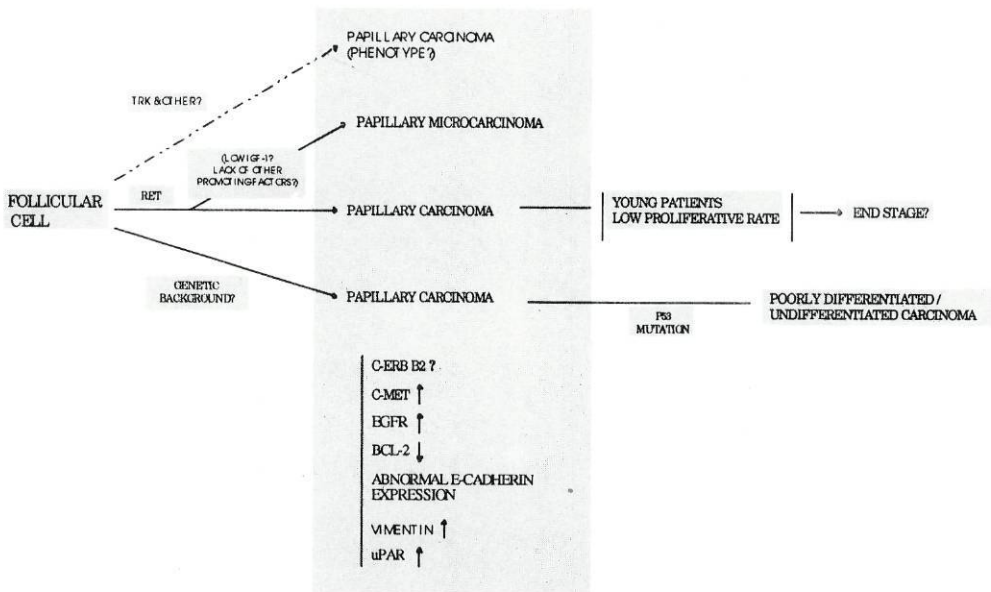 PAPILLARY CARCINOMA
(PHENOTYPE?)
TRK & OTHER?
PAPILLARY MICROCARCINOMA
(LOW IGF-1?
LACK OF OTHER
PROMOTING FACTORS?)
FOLLICULAR
CELL
RET
PAPILLARY CARCINOMA
YOUNG PATIENTS
LOW PROLIFERATIVE RATE
END STAGE?
GENETIC
BACKGROUND?
PAPILLARY CARCINOMA
P53
MUTATION
POORLY DIFFERENTIATED /
UNDIFFERENTIATED CARCINOMA
C-ERB B2 ?
C-MET ↑
EGFR ↑
BCL-2 ↓
ABNORMAL E-CADHERIN
EXPRESSION
VIMENTIN ↑
uPAR ↑